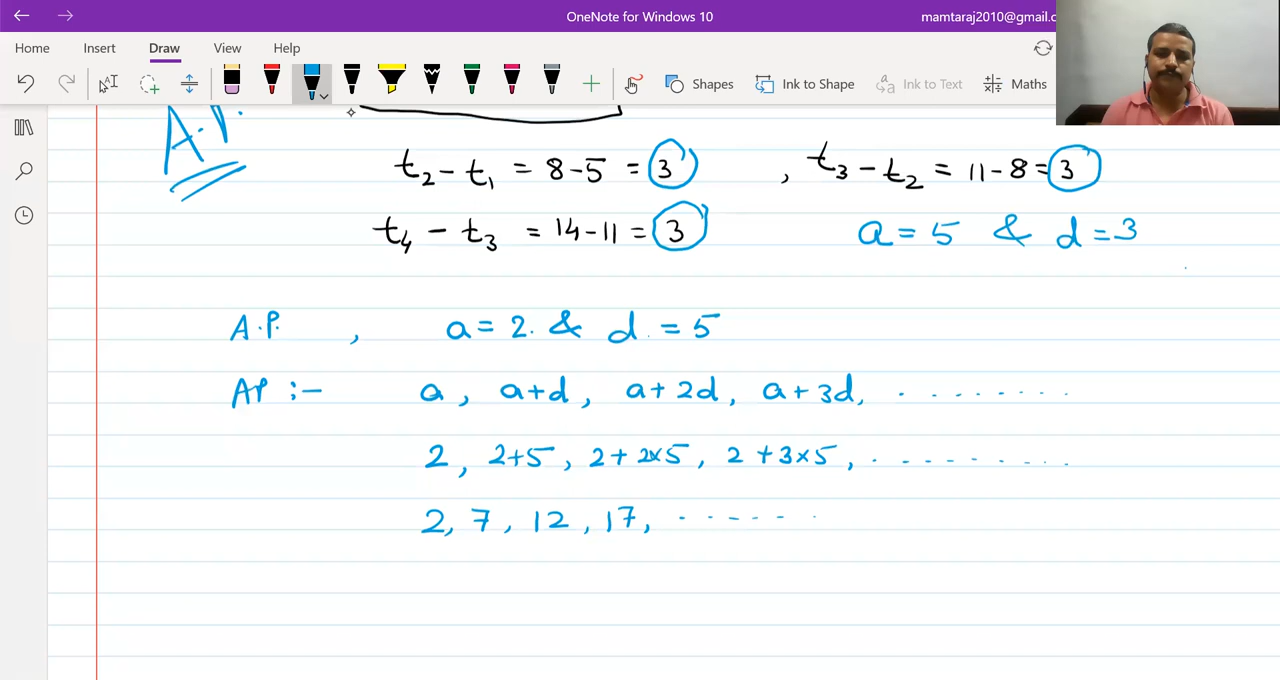 OneNote for Windows 10
mamtaraj2010@gmail.c
Home Insert Draw View Help
Shapes Ink to Shape Ink to Text Maths
A.P.
t₂ - t₁ = 8 - 5 = 3 , t₃ - t₂ = 11 - 8 = 3
t₄ - t₃ = 14 - 11 = 3 a = 5 & d = 3
A.P. , a = 2. & d. = 5
AP :- a, a+d, a+2d, a+3d, ........
2, 2+5, 2+2×5, 2+3×5, ........
2, 7, 12, 17, ......